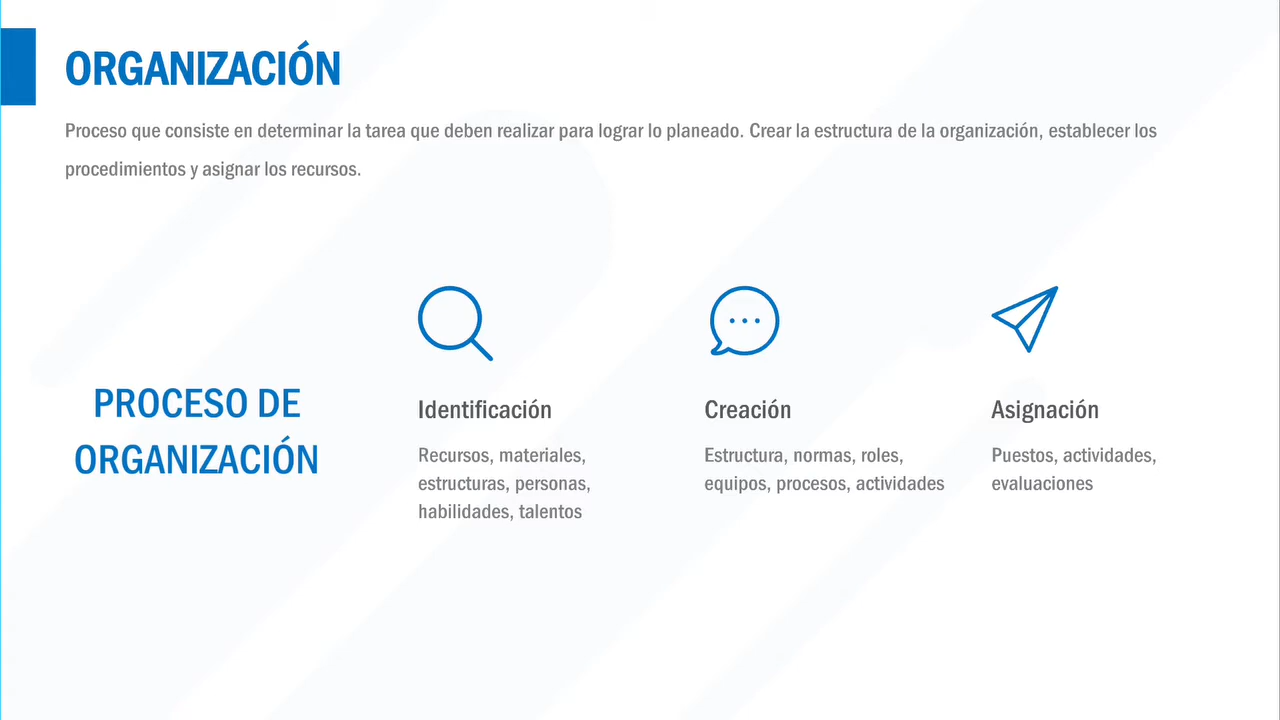 ORGANIZACIÓN
Proceso que consiste en determinar la tarea que deben realizar para lograr lo planeado. Crear la estructura de la organización, establecer los
procedimientos y asignar los recursos.
PROCESO DE
ORGANIZACIÓN
Identificación
Recursos, materiales,
estructuras, personas,
habilidades, talentos
Creación
Estructura, normas, roles,
equipos, procesos, actividades
Asignación
Puestos, actividades,
evaluaciones